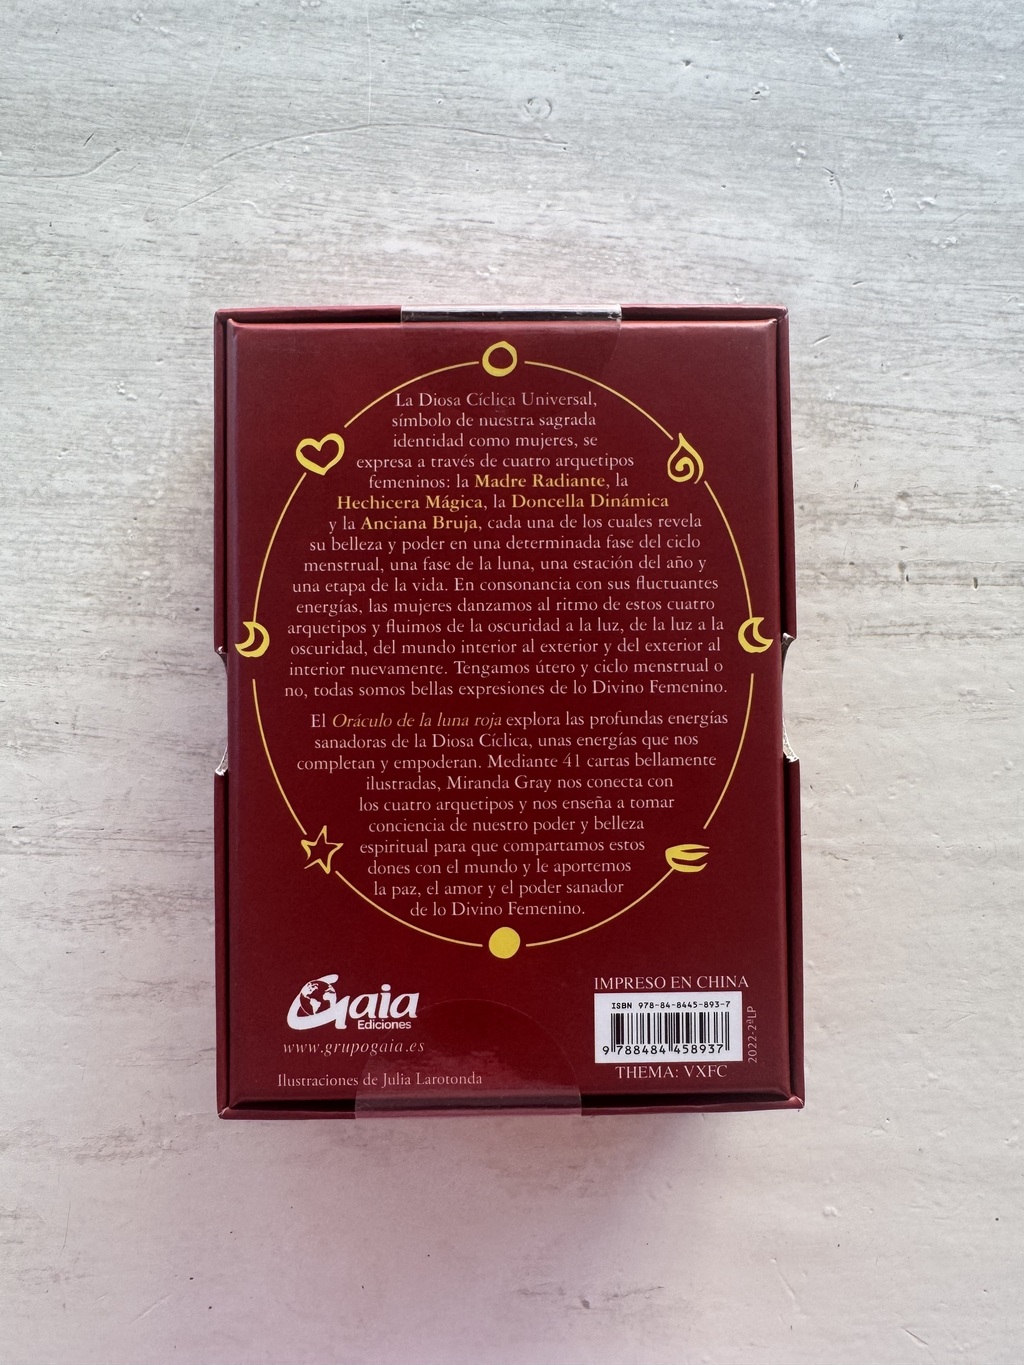 La Diosa Cíclica Universal,
símbolo de nuestra sagrada
identidad como mujeres, se
expresa a través de cuatro arquetipos
femeninos: la Madre Radiante, la
Hechicera Mágica, la Doncella Dinámica
y la Anciana Bruja, cada una de los cuales revela
su belleza y poder en una determinada fase del ciclo
menstrual, una fase de la luna, una estación del año y
una etapa de la vida. En consonancia con sus fluctuantes
energías, las mujeres danzamos al ritmo de estos cuatro
arquetipos y fluimos de la oscuridad a la luz, de la luz a la
oscuridad, del mundo interior al exterior y del exterior al
interior nuevamente. Tengamos útero y ciclo menstrual o
no, todas somos bellas expresiones de lo Divino Femenino.
El Oráculo de la luna roja explora las profundas energías
sanadoras de la Diosa Cíclica, unas energías que nos
completan y empoderan. Mediante 41 cartas bellamente
ilustradas, Miranda Gray nos conecta con
los cuatro arquetipos y nos enseña a tomar
conciencia de nuestro poder y belleza
espiritual para que compartamos estos
dones con el mundo y le aportemos
la paz, el amor y el poder sanador
de lo Divino Femenino.
Gaia
Ediciones
www.grupogaia.es
Ilustraciones de Julia Larotonda
IMPRESO EN CHINA
ISBN 978-84-8445-893-7
9 788484 458937
THEMA: VXFC
2022-2ªLP